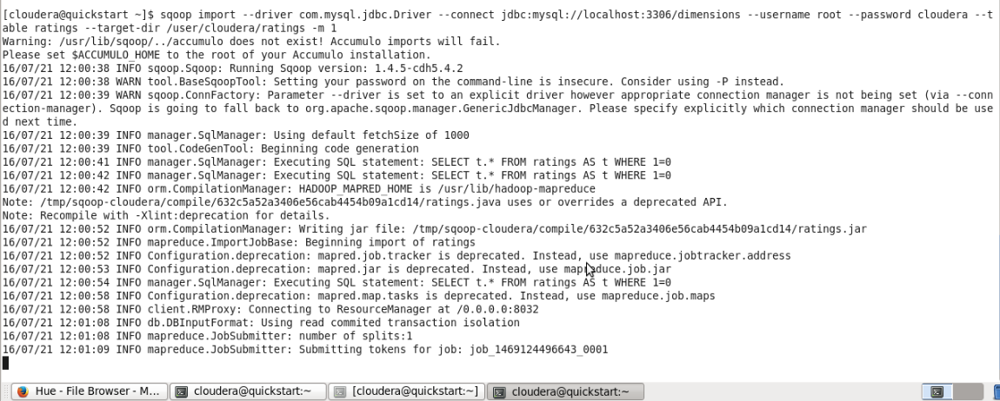 [cloudera@quickstart ~]$ sqoop import --driver com.mysql.jdbc.Driver --connect jdbc:mysql://localhost:3306/dimensions --username root --password cloudera --t
able ratings --target-dir /user/cloudera/ratings -m 1
Warning: /usr/lib/sqoop/../accumulo does not exist! Accumulo imports will fail.
Please set $ACCUMULO_HOME to the root of your Accumulo installation.
16/07/21 12:00:38 INFO sqoop.Sqoop: Running Sqoop version: 1.4.5-cdh5.4.2
16/07/21 12:00:38 WARN tool.BaseSqoopTool: Setting your password on the command-line is insecure. Consider using -P instead.
16/07/21 12:00:39 WARN sqoop.ConnFactory: Parameter --driver is set to an explicit driver however appropriate connection manager is not being set (via --conn
ection-manager). Sqoop is going to fall back to org.apache.sqoop.manager.GenericJdbcManager. Please specify explicitly which connection manager should be use
d next time.
16/07/21 12:00:39 INFO manager.SqlManager: Using default fetchSize of 1000
16/07/21 12:00:39 INFO tool.CodeGenTool: Beginning code generation
16/07/21 12:00:41 INFO manager.SqlManager: Executing SQL statement: SELECT t.* FROM ratings AS t WHERE 1=0
16/07/21 12:00:42 INFO manager.SqlManager: Executing SQL statement: SELECT t.* FROM ratings AS t WHERE 1=0
16/07/21 12:00:42 INFO orm.CompilationManager: HADOOP_MAPRED_HOME is /usr/lib/hadoop-mapreduce
Note: /tmp/sqoop-cloudera/compile/632c5a52a3406e56cab4454b09a1cd14/ratings.java uses or overrides a deprecated API.
Note: Recompile with -Xlint:deprecation for details.
16/07/21 12:00:52 INFO orm.CompilationManager: Writing jar file: /tmp/sqoop-cloudera/compile/632c5a52a3406e56cab4454b09a1cd14/ratings.jar
16/07/21 12:00:52 INFO mapreduce.ImportJobBase: Beginning import of ratings
16/07/21 12:00:52 INFO Configuration.deprecation: mapred.job.tracker is deprecated. Instead, use mapreduce.jobtracker.address
16/07/21 12:00:53 INFO Configuration.deprecation: mapred.jar is deprecated. Instead, use mapreduce.job.jar
16/07/21 12:00:54 INFO manager.SqlManager: Executing SQL statement: SELECT t.* FROM ratings AS t WHERE 1=0
16/07/21 12:00:58 INFO Configuration.deprecation: mapred.map.tasks is deprecated. Instead, use mapreduce.job.maps
16/07/21 12:00:58 INFO client.RMProxy: Connecting to ResourceManager at /0.0.0.0:8032
16/07/21 12:01:08 INFO db.DBInputFormat: Using read commited transaction isolation
16/07/21 12:01:08 INFO mapreduce.JobSubmitter: number of splits:1
16/07/21 12:01:09 INFO mapreduce.JobSubmitter: Submitting tokens for job: job_1469124496643_0001
Hue - File Browser - M... cloudera@quickstart:~ [cloudera@quickstart:~] cloudera@quickstart:~